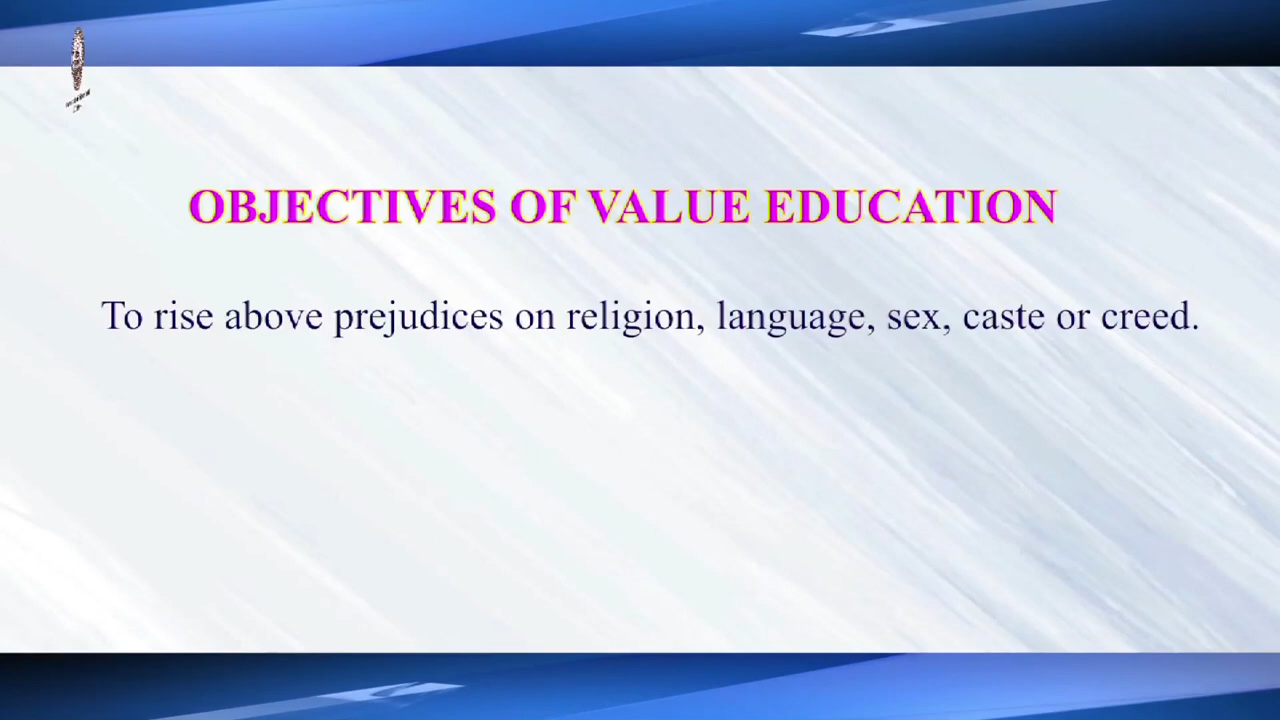 OBJECTIVES OF VALUE EDUCATION
To rise above prejudices on religion, language, sex, caste or creed.